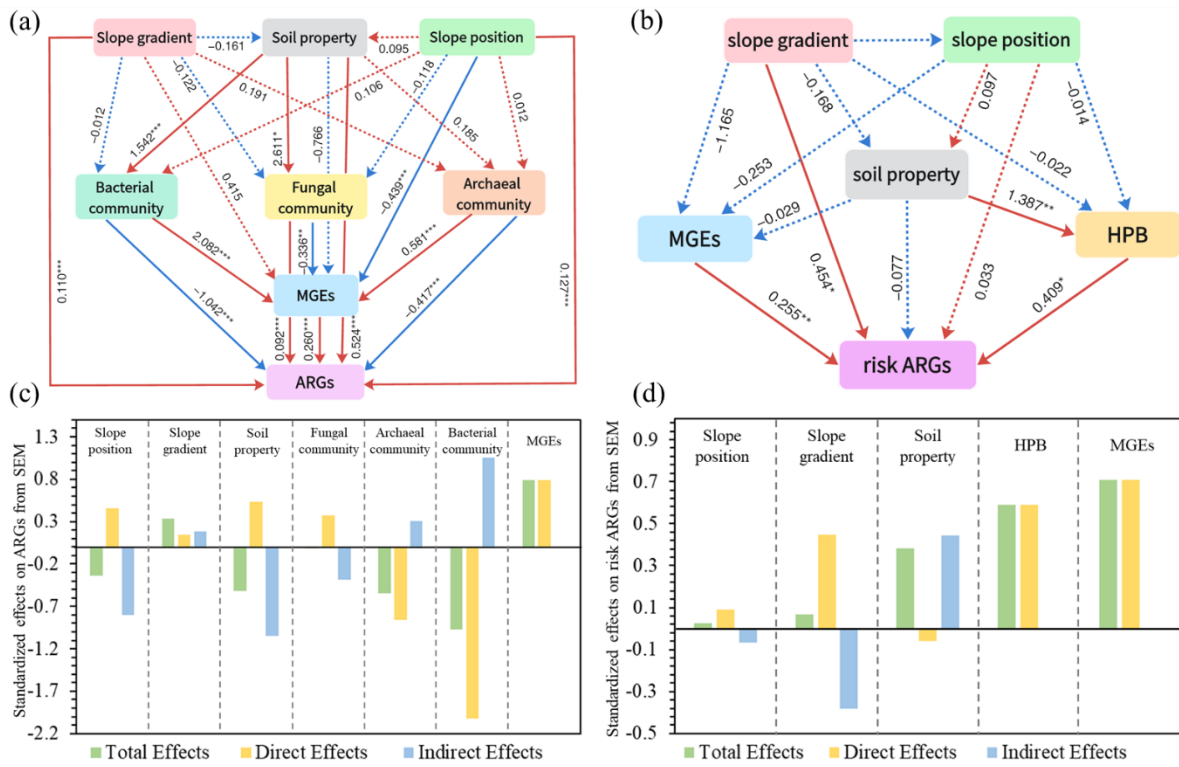 (a)
Slope gradient
Soil property
Slope position
−0.161
0.095
−0.122
−0.118
0.191
0.106
0.012
−0.012
1.542***
2.611*
−0.766
0.185
Bacterial
community
Fungal
community
Archaeal
community
0.415
−0.439***
2.082***
−0.336**
0.581***
MGEs
0.110***
−1.042***
0.092***
0.260***
0.524***
−0.417***
0.127***
ARGs
(b)
slope gradient
slope position
−1.165
−0.168
0.097
−0.014
−0.253
−0.022
soil property
−0.029
1.387**
MGEs
HPB
0.454*
−0.077
0.033
0.255**
0.409*
risk ARGs
(c)
Standardized effects on ARGs from SEM
1.3
0.8
0.3
-0.2
-0.7
-1.2
-1.7
-2.2
Slope
position
Slope
gradient
Soil
property
Fungal
community
Archaeal
community
Bacterial
community
MGEs
Total Effects
Direct Effects
Indirect Effects
(d)
Standardized effects on risk ARGs from SEM
0.9
0.7
0.5
0.3
0.1
-0.1
-0.3
-0.5
Slope
position
Slope
gradient
Soil
property
HPB
MGEs
Total Effects
Direct Effects
Indirect Effects